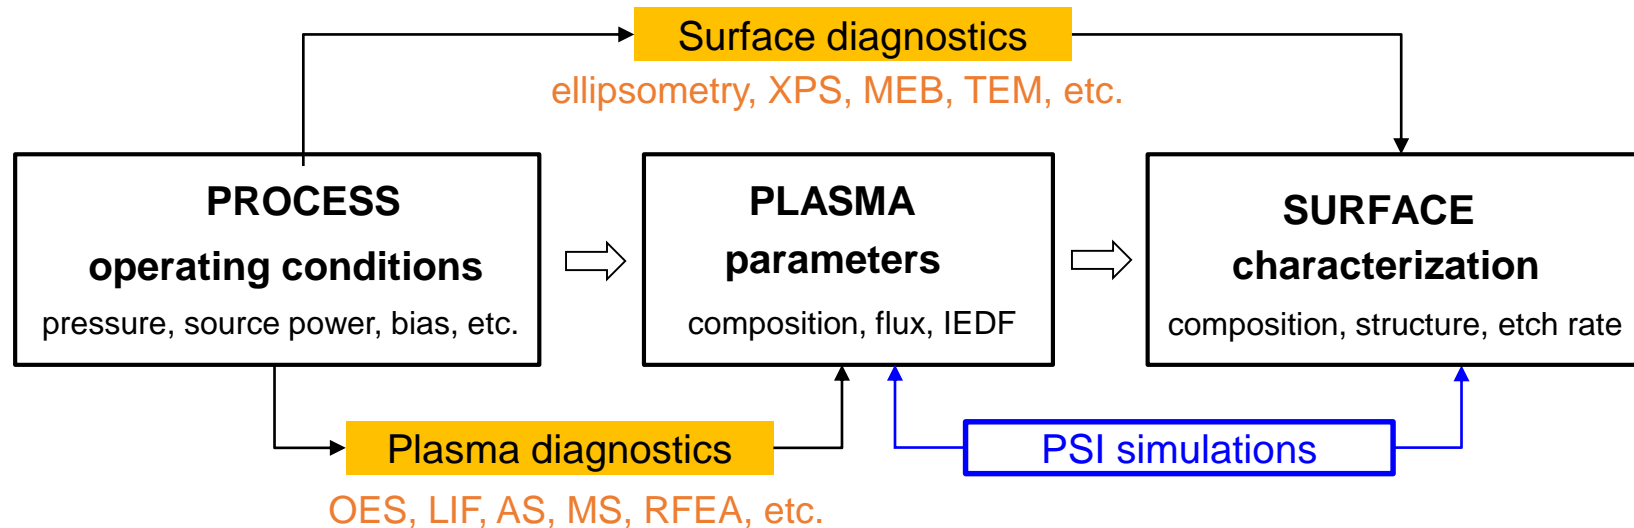 Surface diagnostics
ellipsometry, XPS, MEB, TEM, etc.
PROCESS
operating conditions
pressure, source power, bias, etc.
PLASMA
parameters
composition, flux, IEDF
SURFACE
characterization
composition, structure, etch rate
Plasma diagnostics
OES, LIF, AS, MS, RFEA, etc.
PSI simulations